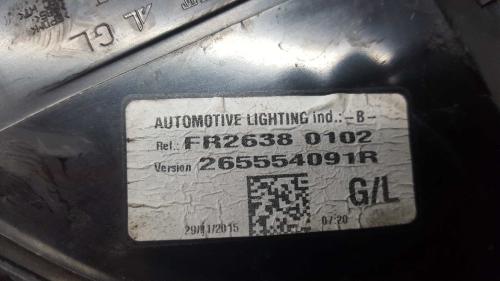 AUTOMOTIVE LIGHTING ind.: -B-
Ref.: FR2638 0102
Version 265554091R
G/L
29/11/2015 07:20